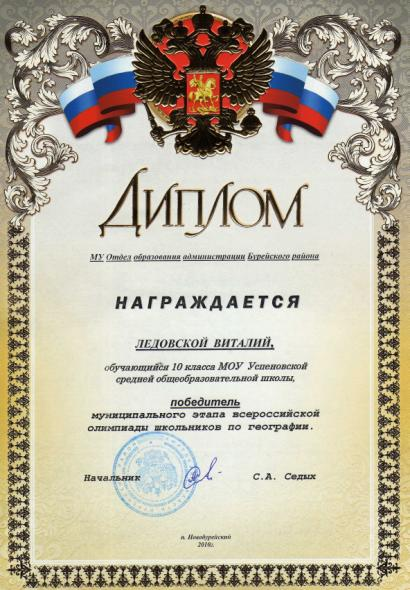 Диплом
МУ Отдел образования администрации Бурейского района
НАГРАЖДАЕТСЯ
ЛЕДОВСКОЙ ВИТАЛИЙ,
обучающийся 10 класса МОУ Успеновской
средней общеобразовательной школы,
победитель
муниципального этапа всероссийской
олимпиады школьников по географии.
Начальник С.А. Седых
п. Новобурейский
2010г.